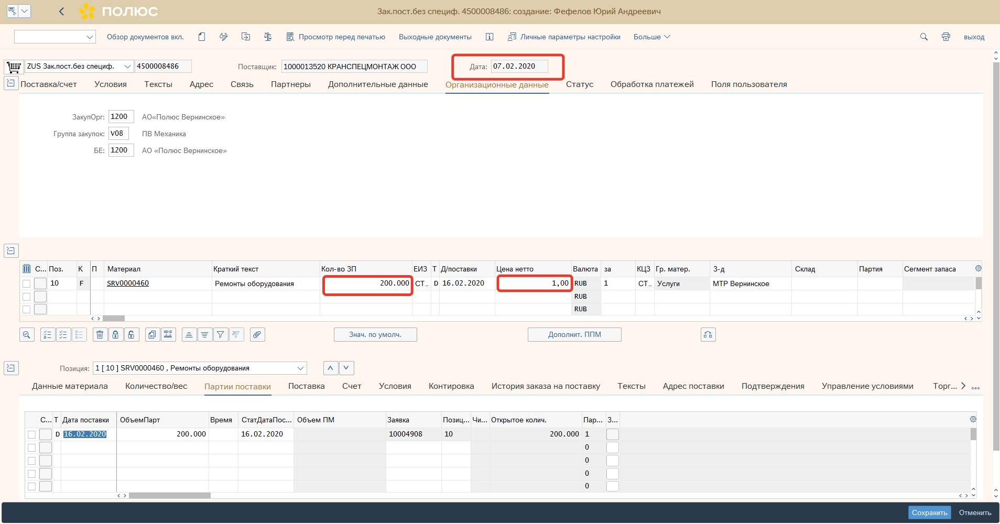 ПОЛЮС
Зак.пост.без специф. 4500008486: создание: Фефелов Юрий Андреевич
Обзор документов вкл.
Просмотр перед печатью
Выходные документы
Личные параметры настройки
Больше
выход
ZUS Зак.пост.без специф.
4500008486
Поставщик: 1000013520 КРАНСПЕЦМОНТАЖ ООО
Дата: 07.02.2020
Поставка/счет Условия Тексты Адрес Связь Партнеры Дополнительные данные Организационные данные Статус Обработка платежей Поля пользователя
ЗакупОрг: 1200 АО«Полюс Вернинское»
Группа закупок: V08 ПВ Механика
БЕ: 1200 АО «Полюс Вернинское»
С... Поз. К П Материал Краткий текст Кол-во ЗП ЕИЗ Т Д/поставки Цена нетто Валюта за КЦЗ Гр. матер. З-д Склад Партия Сегмент запаса
10 F SRV0000460 Ремонты оборудования 200.000 СТ... D 16.02.2020 1,00 RUB 1 СТ... Услуги МТР Вернинское
RUB
RUB
Знач. по умолч.
Дополнит. ППМ
Позиция: 1 [ 10 ] SRV0000460 , Ремонты оборудования
Данные материала Количество/вес Партии поставки Поставка Счет Условия Контировка История заказа на поставку Тексты Адрес поставки Подтверждения Управление условиями Торг...
С... Т Дата поставки ОбъемПарт Время СтатДатаПос... Объем ПМ Заявка Позиц... Чи... Открытое колич. Пар... З...
D 16.02.2020 200.000 16.02.2020 10004908 10 200.000 1
0
0
0
0
Сохранить Отменить